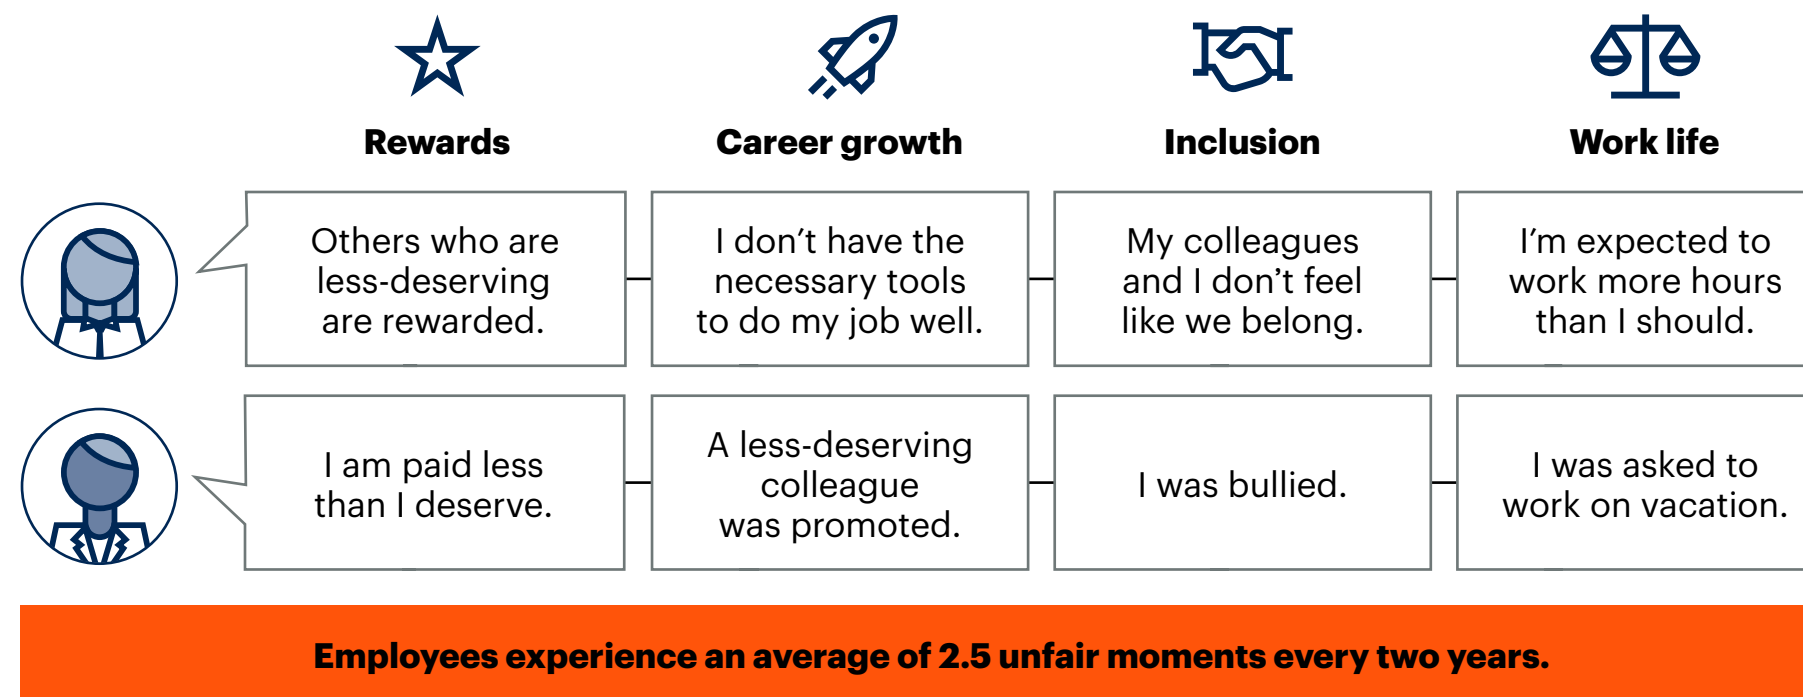 Rewards
Career growth
Inclusion
Work life
Others who are
less-deserving
are rewarded.
I don’t have the
necessary tools
to do my job well.
My colleagues
and I don’t feel
like we belong.
I’m expected to
work more hours
than I should.
I am paid less
than I deserve.
A less-deserving
colleague
was promoted.
I was bullied.
I was asked to
work on vacation.
Employees experience an average of 2.5 unfair moments every two years.